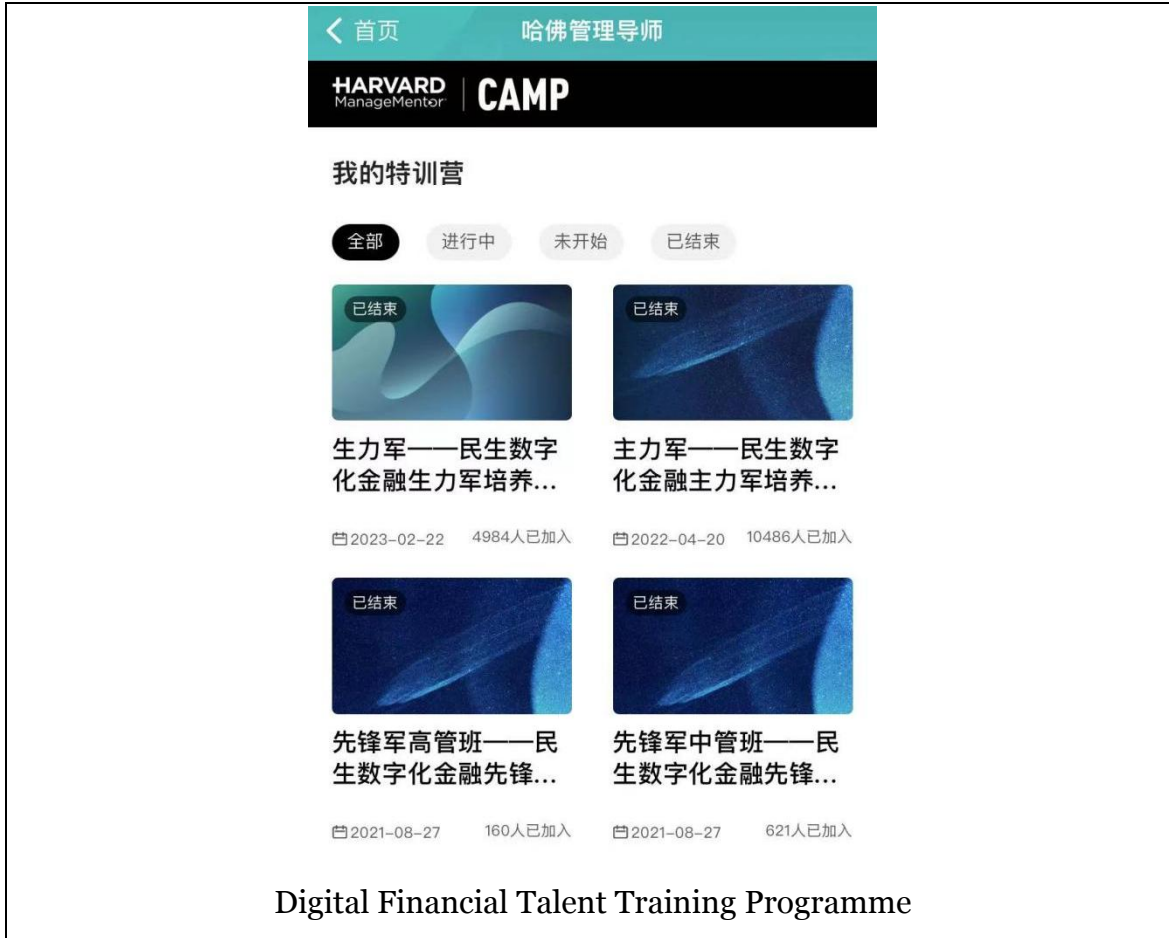 首页
哈佛管理导师
HARVARD
ManageMentor
CAMP
我的特训营
全部
进行中
未开始
已结束
已结束
生力军——民生数字
化金融生力军培养...
2023-02-22
4984人已加入
已结束
主力军——民生数字
化金融主力军培养...
2022-04-20
10486人已加入
已结束
先锋军高管班——民
生数字化金融先锋...
2021-08-27
160人已加入
已结束
先锋军中管班——民
生数字化金融先锋...
2021-08-27
621人已加入
Digital Financial Talent Training Programme